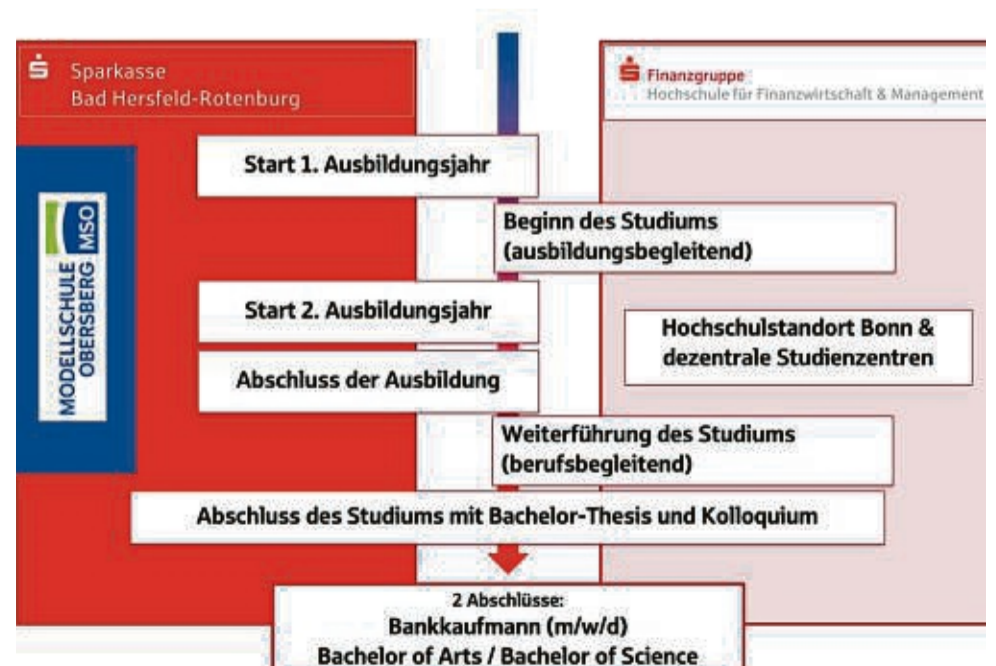 Sparkasse
Bad Hersfeld-Rotenburg
Finanzgruppe
Hochschule für Finanzwirtschaft & Management
MODELLSCHULE
OBERSBERG
MSO
Start 1. Ausbildungsjahr
Beginn des Studiums
(ausbildungsbegleitend)
Start 2. Ausbildungsjahr
Hochschulstandort Bonn &
dezentrale Studienzentren
Abschluss der Ausbildung
Weiterführung des Studiums
(berufsbegleitend)
Abschluss des Studiums mit Bachelor-Thesis und Kolloquium
2 Abschlüsse:
Bankkaufmann (m/w/d)
Bachelor of Arts / Bachelor of Science